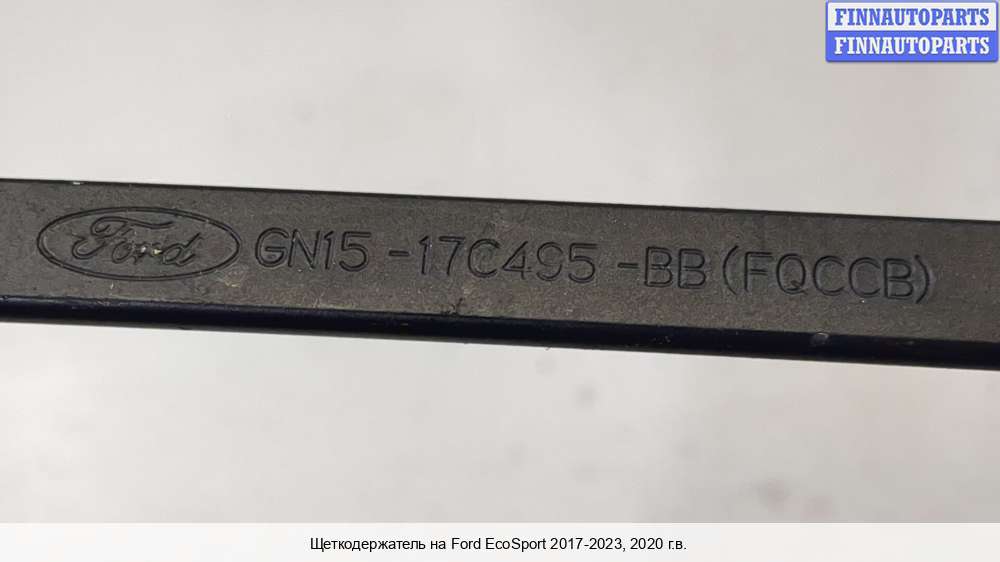 FINNAUTOPARTS
FINNAUTOPARTS
Ford GN15-17C495-BB (FQCCB)
Щеткодержатель на Ford EcoSport 2017-2023, 2020 г.в.